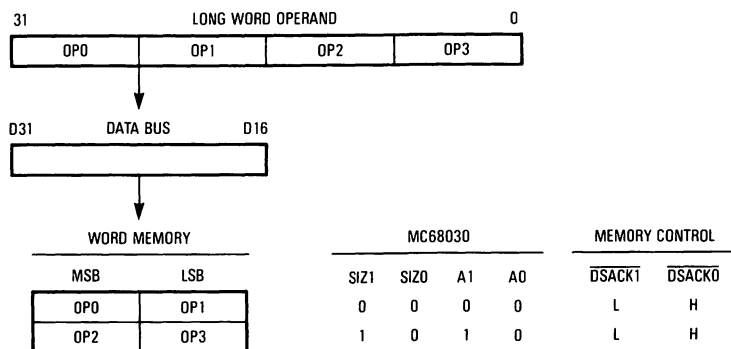 31 LONG WORD OPERAND 0
OP0 OP1 OP2 OP3
D31 DATA BUS D16
WORD MEMORY MC68030 MEMORY CONTROL
MSB LSB SIZ1 SIZ0 A1 A0 DSACK1 DSACK0
OP0 OP1 0 0 0 0 L H
OP2 OP3 1 0 1 0 L H